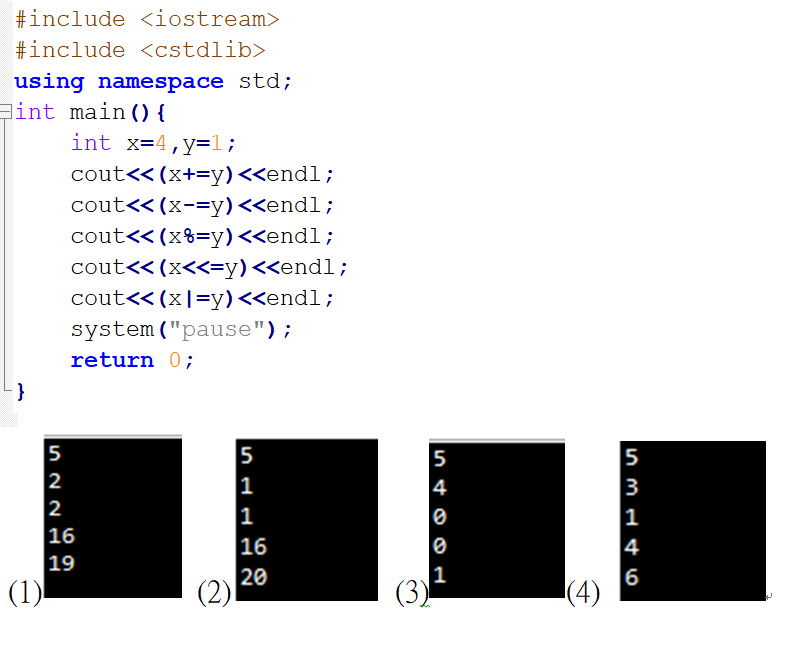 #include <iostream>
#include <cstdlib>
using namespace std;
int main(){
    int x=4,y=1;
    cout<<(x+=y)<<endl;
    cout<<(x-=y)<<endl;
    cout<<(x%=y)<<endl;
    cout<<(x<<=y)<<endl;
    cout<<(x|=y)<<endl;
    system("pause");
    return 0;
}
(1)
5
2
2
16
19
(2)
5
1
1
16
20
(3)
5
4
0
0
1
(4)
5
3
1
4
6